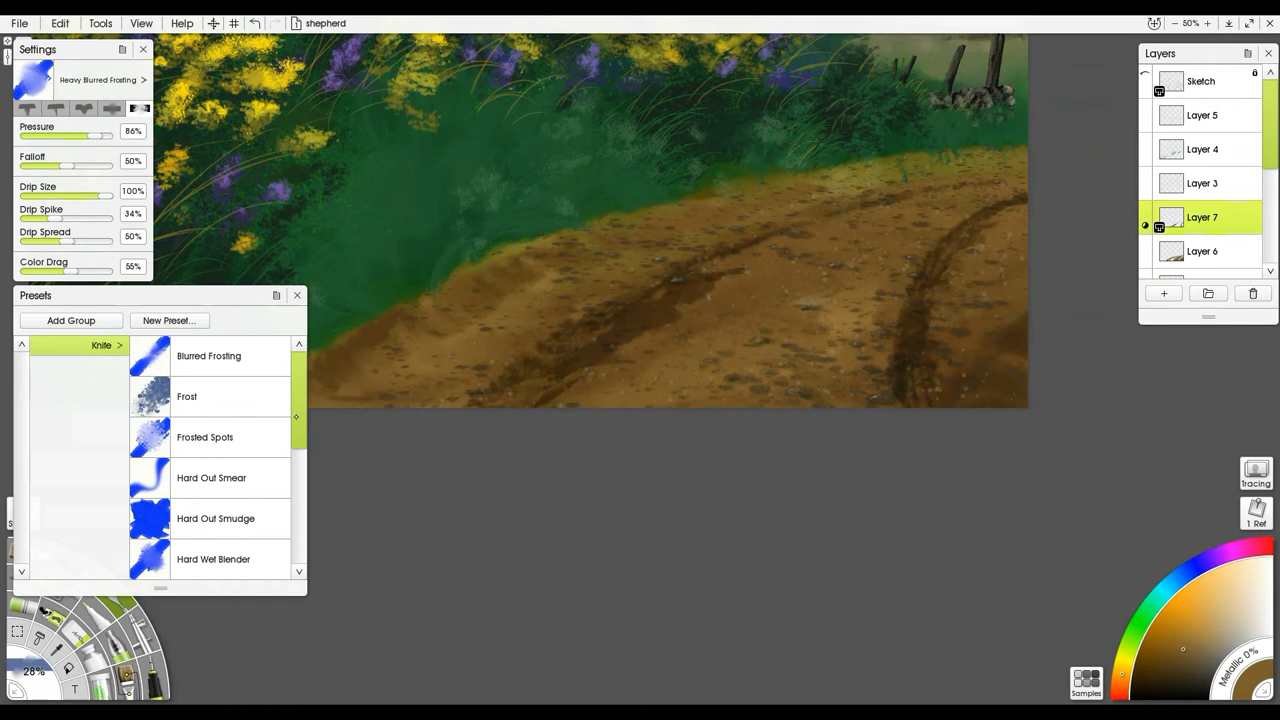 File Edit Tools View Help shepherd 50%
Settings
Heavy Blurred Frosting >
Pressure 86%
Falloff 50%
Drip Size 100%
Drip Spike 34%
Drip Spread 50%
Color Drag 55%
Presets
Add Group New Preset...
Knife >
Blurred Frosting
Frost
Frosted Spots
Hard Out Smear
Hard Out Smudge
Hard Wet Blender
28%
T
Layers
Sketch
Layer 5
Layer 4
Layer 3
Layer 7
Layer 6
Tracing
1 Ref
Samples
Metallic 0%